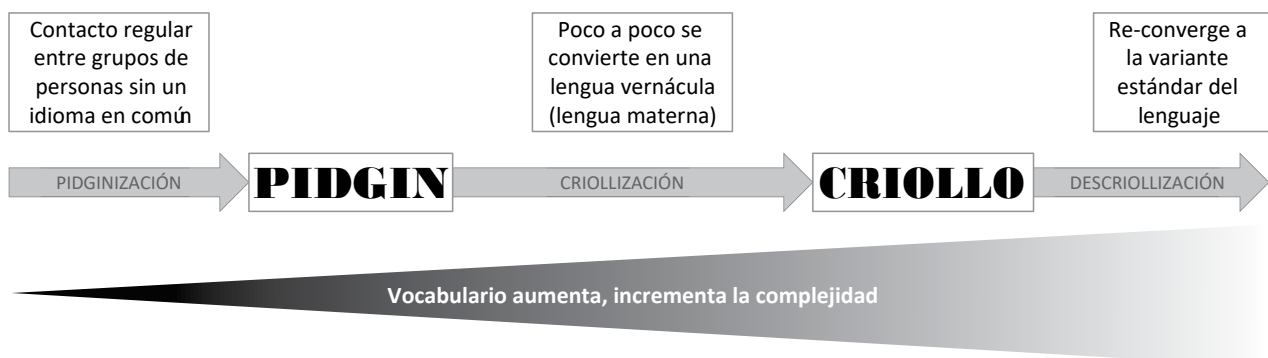 Contacto regular
entre grupos de
personas sin un
idioma en común
Poco a poco se
convierte en una
lengua vernácula
(lengua materna)
Re-converge a
la variante
estándar del
lenguaje
PIDGINIZACIÓN
PIDGIN
CRIOLLIZACIÓN
CRIOLLO
DESCRIOLLIZACIÓN
Vocabulario aumenta, incrementa la complejidad